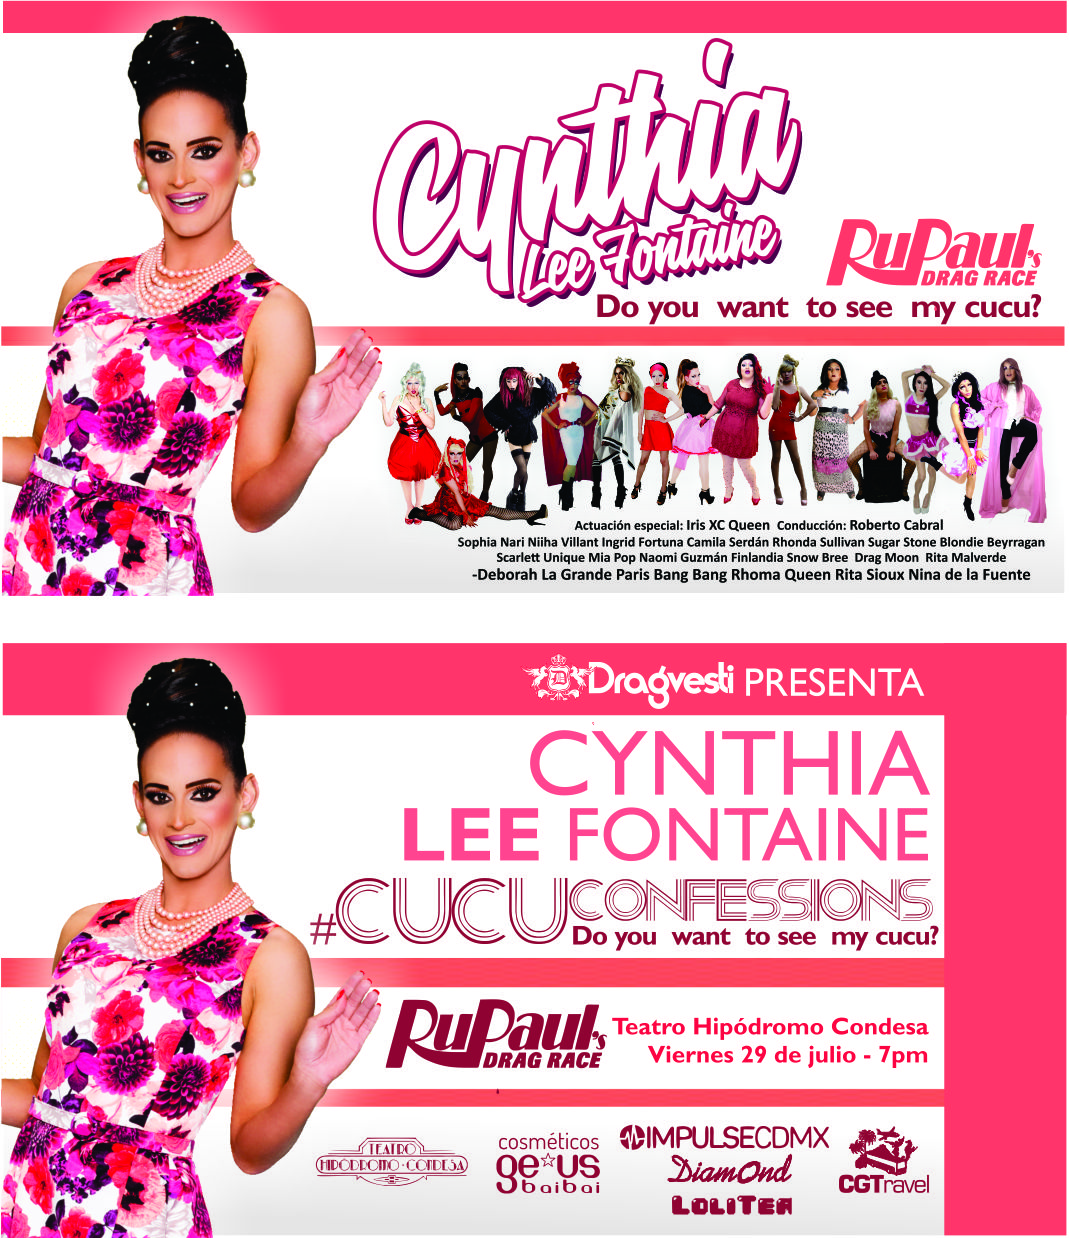 Cynthia
Lee Fontaine
RuPaul's
DRAG RACE
Do you want to see my cucu?
Actuación especial: Iris XC Queen Conducción: Roberto Cabral
Sophia Nari Niiha Villant Ingrid Fortuna Camila Serdán Rhonda Sullivan Sugar Stone Blondie Beyrragan
Scarlett Unique Mia Pop Naomi Guzmán Finlandia Snow Bree Drag Moon Rita Malverde
-Deborah La Grande Paris Bang Bang Rhoma Queen Rita Sioux Nina de la Fuente
D Dragvesti PRESENTA
CYNTHIA
LEE FONTAINE
#CUCUCONFESSIONS
Do you want to see my cucu?
RuPaul's
DRAG RACE
Teatro Hipódromo Condesa
Viernes 29 de julio - 7pm
TEATRO
HIPODROMO·CONDESA
cosméticos
ge★us
baibai
IMPULSECDMX
DiamOnd
LOLITER
CGTravel